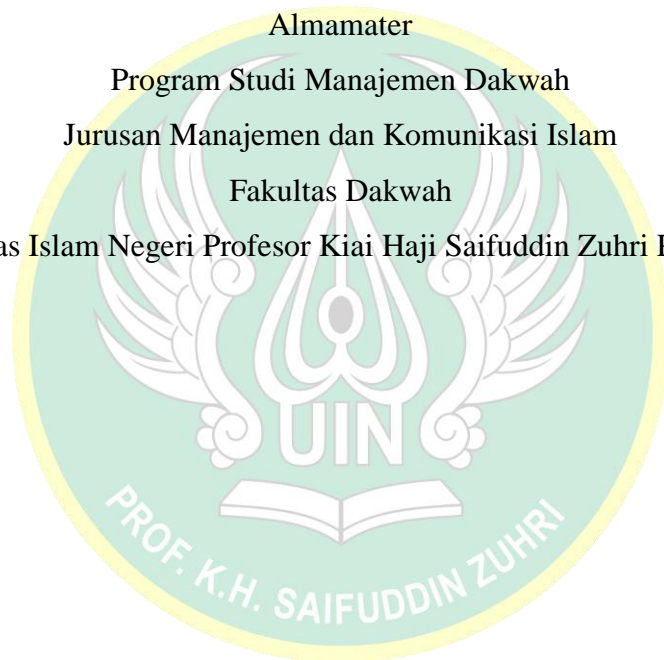 Almamater
Program Studi Manajemen Dakwah
Jurusan Manajemen dan Komunikasi Islam
Fakultas Dakwah
as Islam Negeri Profesor Kiai Haji Saifuddin Zuhri
UIN
PROF. K.H. SAIFUDDIN ZUHRI